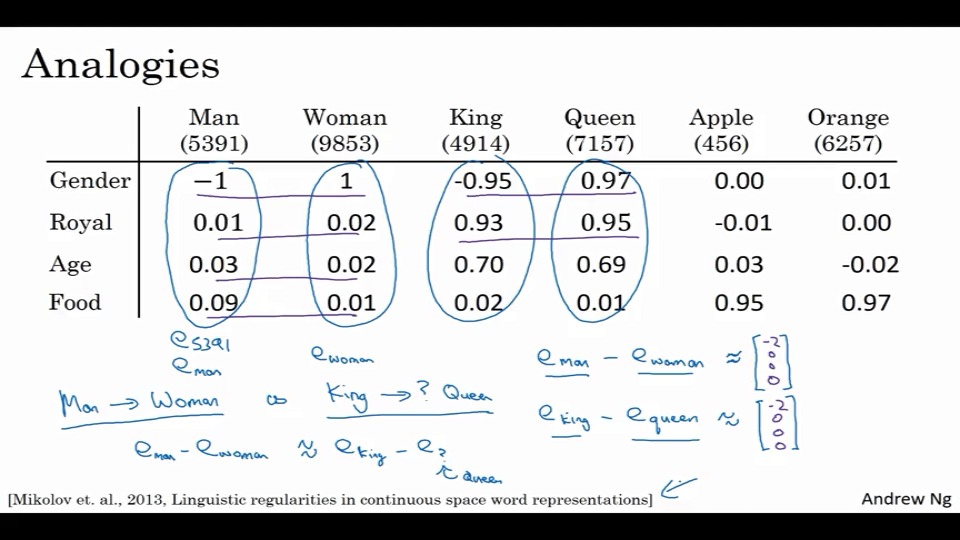 Analogies
Man Woman King Queen Apple Orange
(5391) (9853) (4914) (7157) (456) (6257)
Gender −1 1 -0.95 0.97 0.00 0.01
Royal 0.01 0.02 0.93 0.95 -0.01 0.00
Age 0.03 0.02 0.70 0.69 0.03 -0.02
Food 0.09 0.01 0.02 0.01 0.95 0.97
e5391
eman
ewoman
eman − ewoman ≈ [-2 0 0 0]
Man → Woman as King → ? Queen
eking − equeen ≈ [-2 0 0 0]
eman − ewoman ≈ eking − e?
↑ Queen
[Mikolov et. al., 2013, Linguistic regularities in continuous space word representations] ↙
Andrew Ng